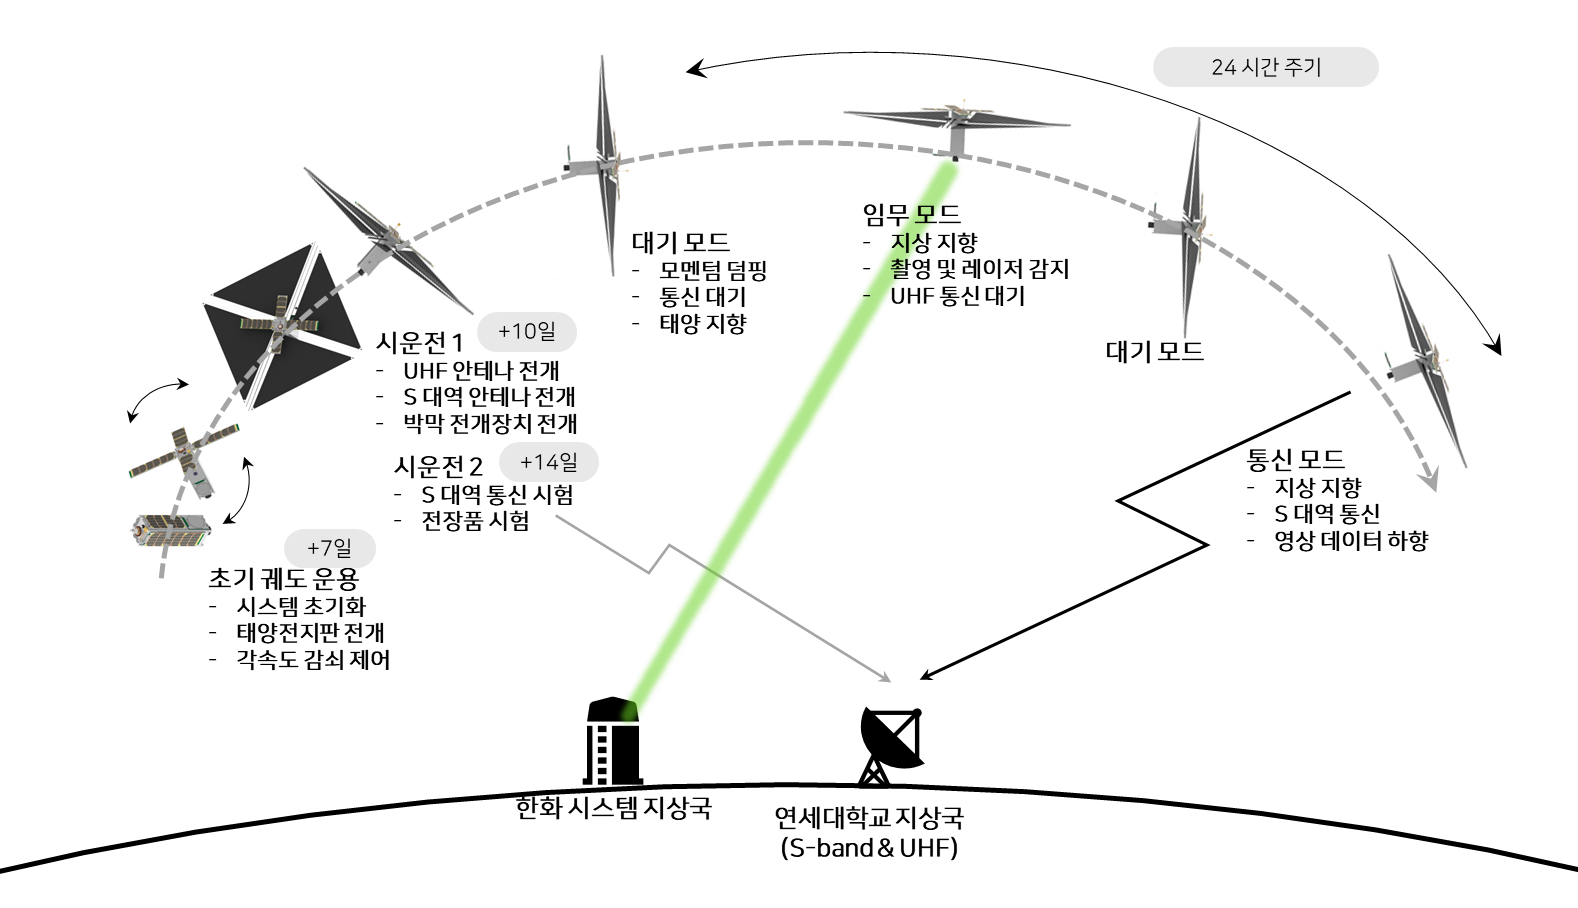 24 시간 주기
초기 궤도 운용
+7일
- 시스템 초기화
- 태양전지판 전개
- 각속도 감쇠 제어
시운전 1
+10일
- UHF 안테나 전개
- S 대역 안테나 전개
- 박막 전개장치 전개
시운전 2
+14일
- S 대역 통신 시험
- 전장품 시험
대기 모드
- 모멘텀 덤핑
- 통신 대기
- 태양 지향
임무 모드
- 지상 지향
- 촬영 및 레이저 감지
- UHF 통신 대기
대기 모드
통신 모드
- 지상 지향
- S 대역 통신
- 영상 데이터 하향
한화 시스템 지상국
연세대학교 지상국
(S-band & UHF)